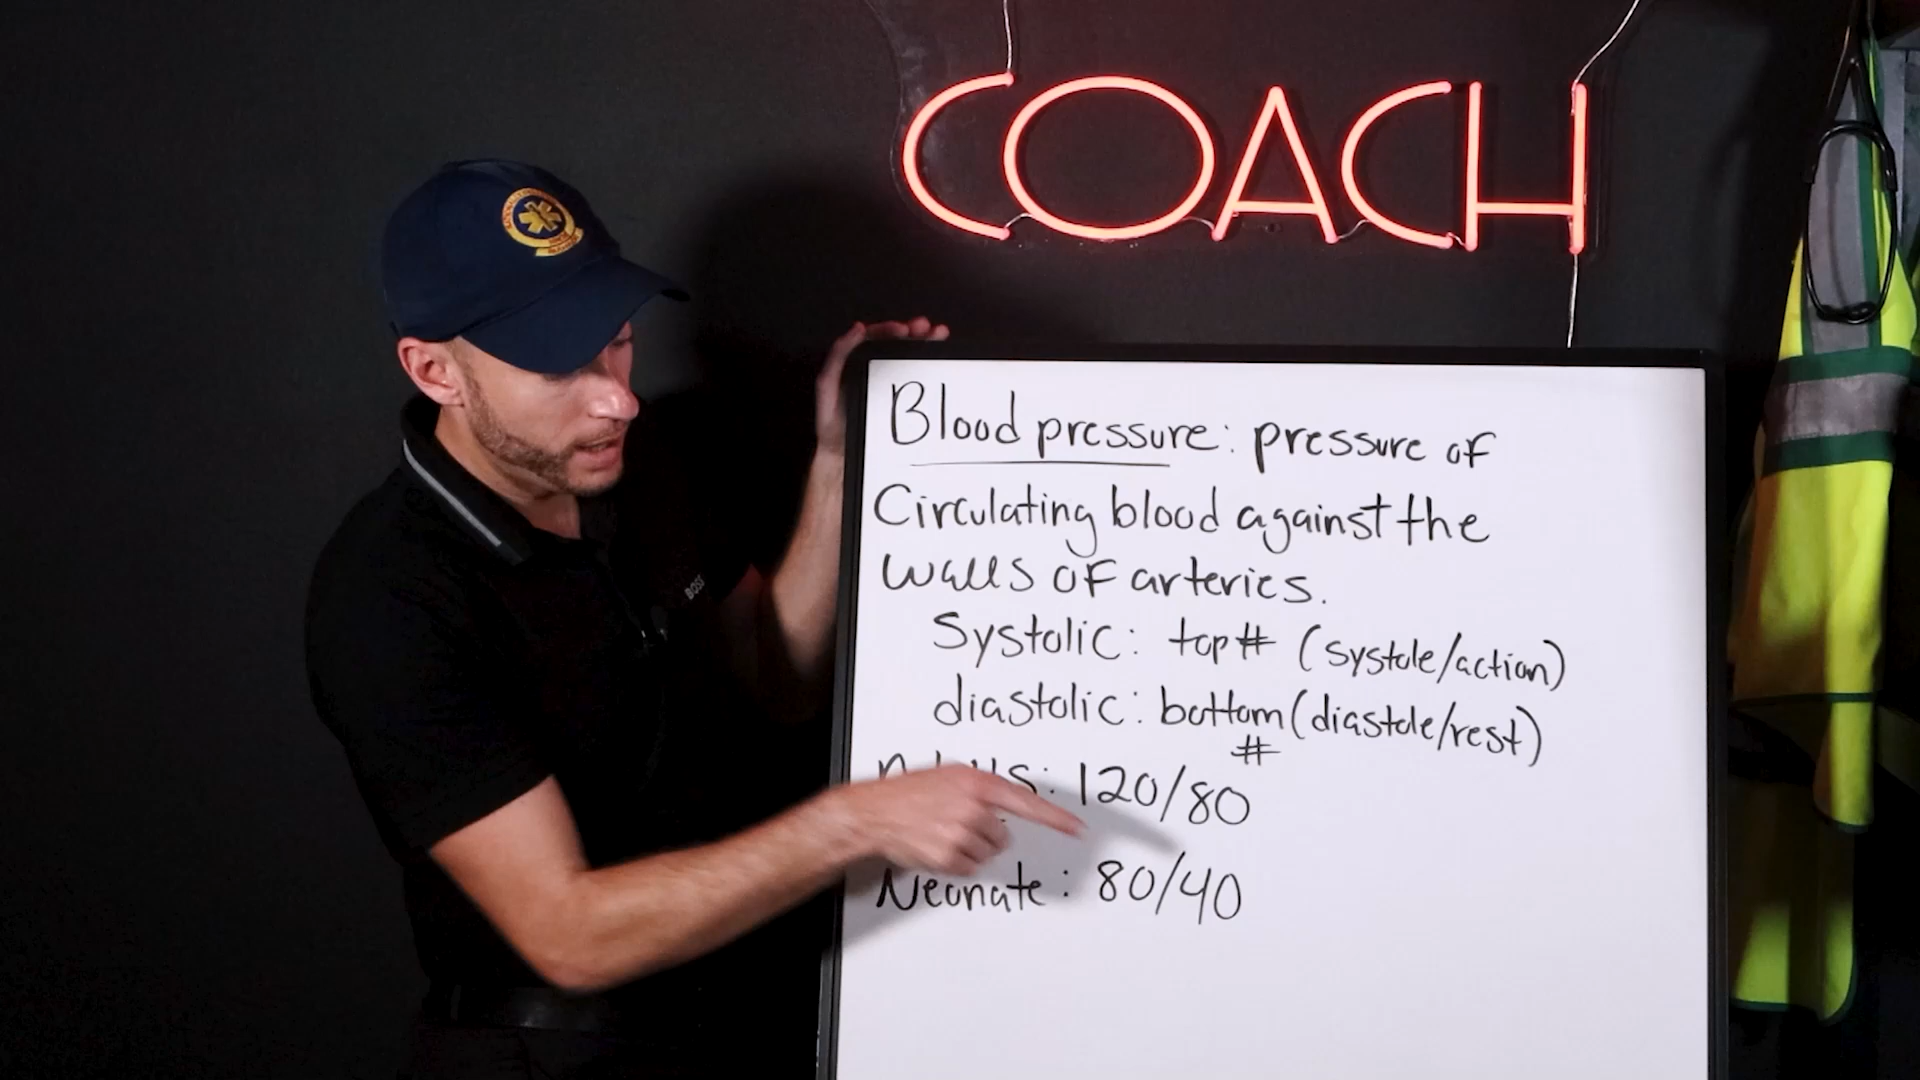 COACH
BOSS
Blood pressure: pressure of
Circulating blood against the
walls of arteries.
Systolic: top # (systole/action)
diastolic: bottom (diastole/rest)
#
120/80
Neonate: 80/40